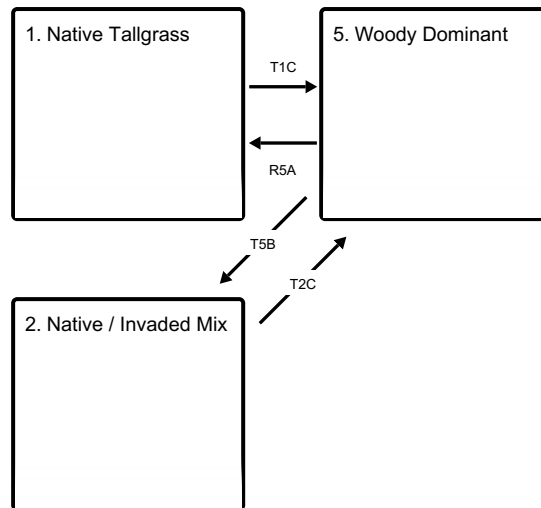 1. Native Tallgrass
5. Woody Dominant
T1C
R5A
T5B
T2C
2. Native / Invaded Mix